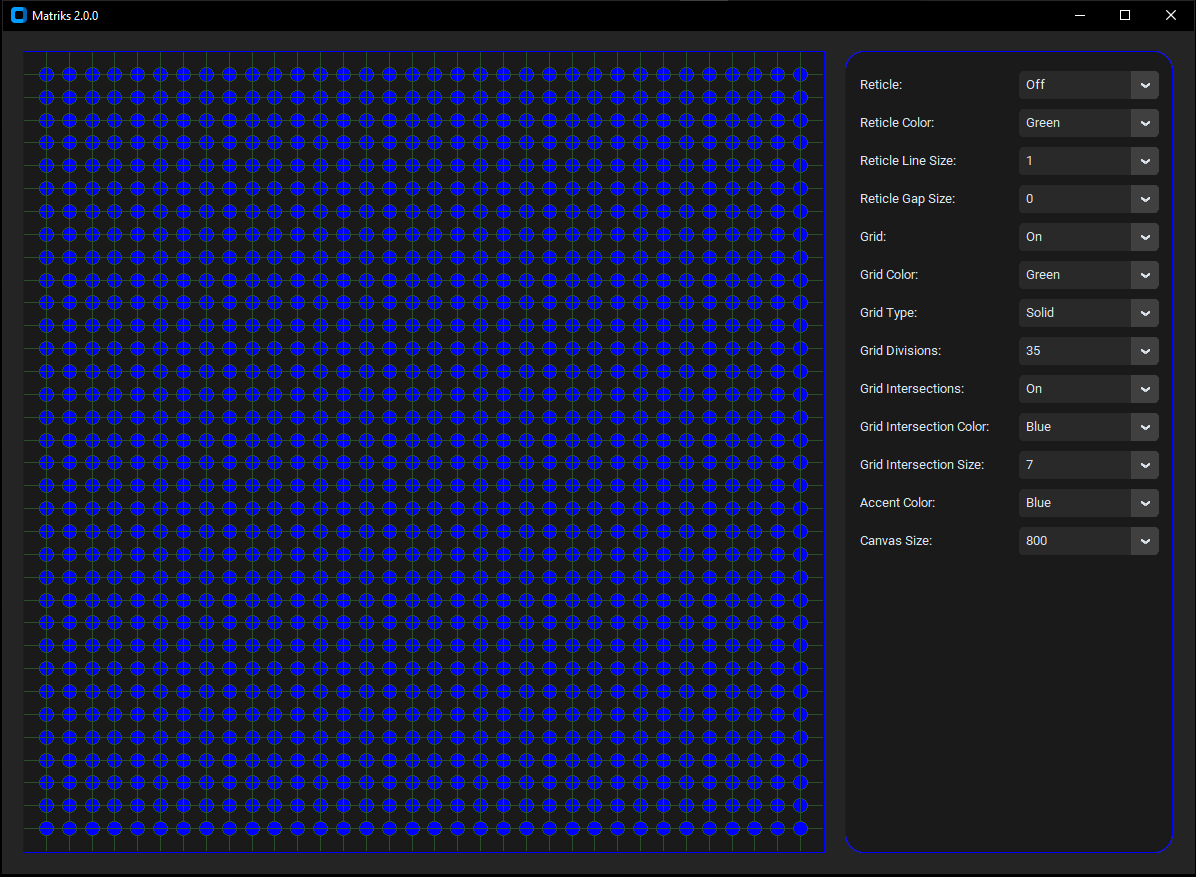 Matriks 2.0.0
Reticle: Off
Reticle Color: Green
Reticle Line Size: 1
Reticle Gap Size: 0
Grid: On
Grid Color: Green
Grid Type: Solid
Grid Divisions: 35
Grid Intersections: On
Grid Intersection Color: Blue
Grid Intersection Size: 7
Accent Color: Blue
Canvas Size: 800